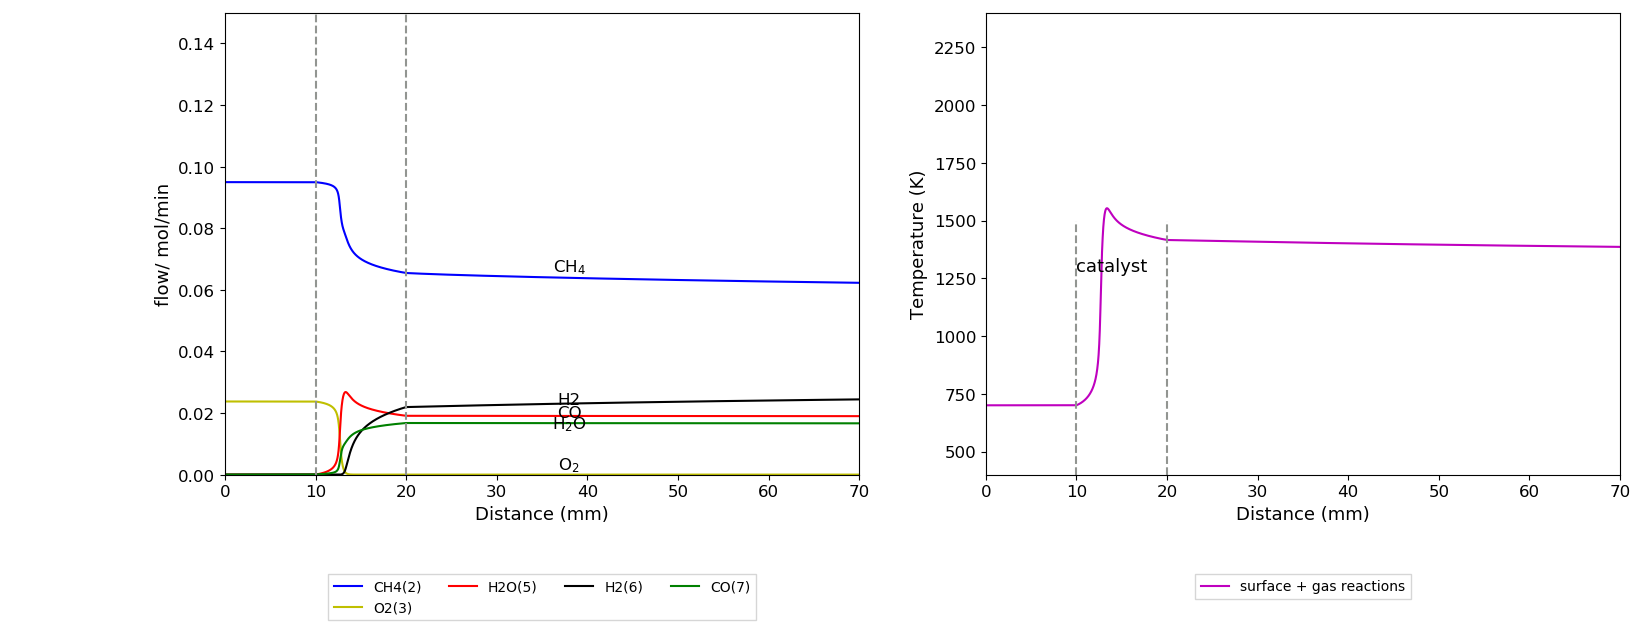 0.14
0.12
0.10
0.08
0.06
0.04
0.02
0.00
flow/ mol/min
CH4
H2
CO
H2O
O2
0 10 20 30 40 50 60 70
Distance (mm)
CH4(2) H2O(5) H2(6) CO(7)
O2(3)
2250
2000
1750
1500
1250
1000
750
500
Temperature (K)
catalyst
0 10 20 30 40 50 60 70
Distance (mm)
surface + gas reactions